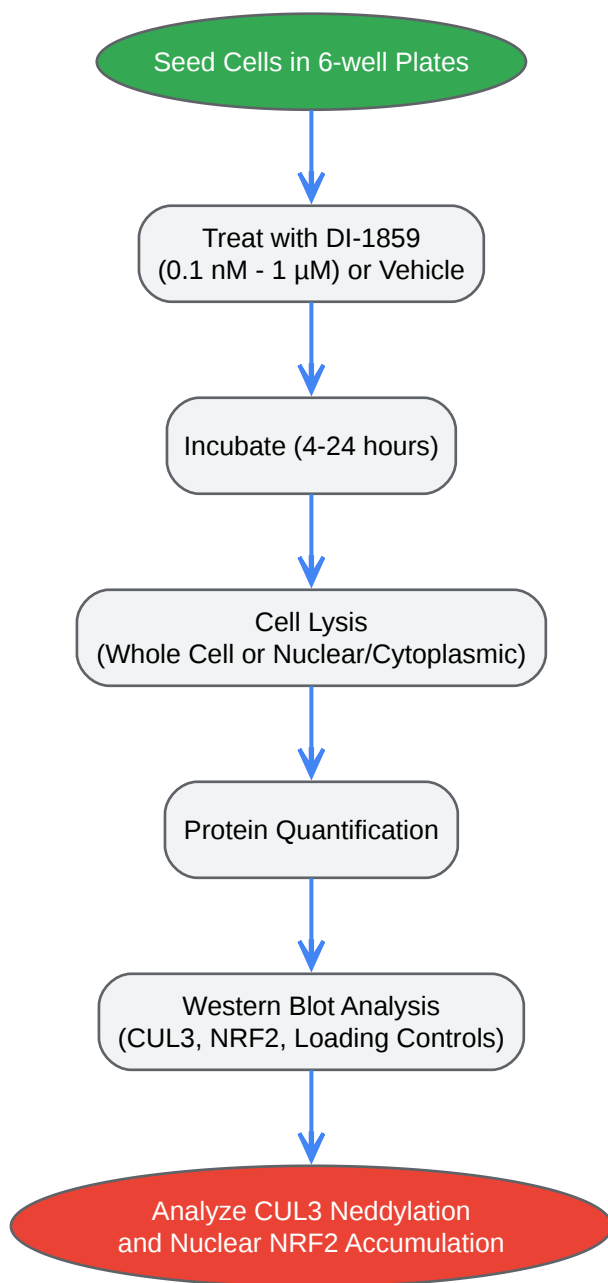 Seed Cells in 6-well Plates
Treat with DI-1859
(0.1 nM - 1 µM) or Vehicle
Incubate (4-24 hours)
Cell Lysis
(Whole Cell or Nuclear/Cytoplasmic)
Protein Quantification
Western Blot Analysis
(CUL3, NRF2, Loading Controls)
Analyze CUL3 Neddylation
and Nuclear NRF2 Accumulation